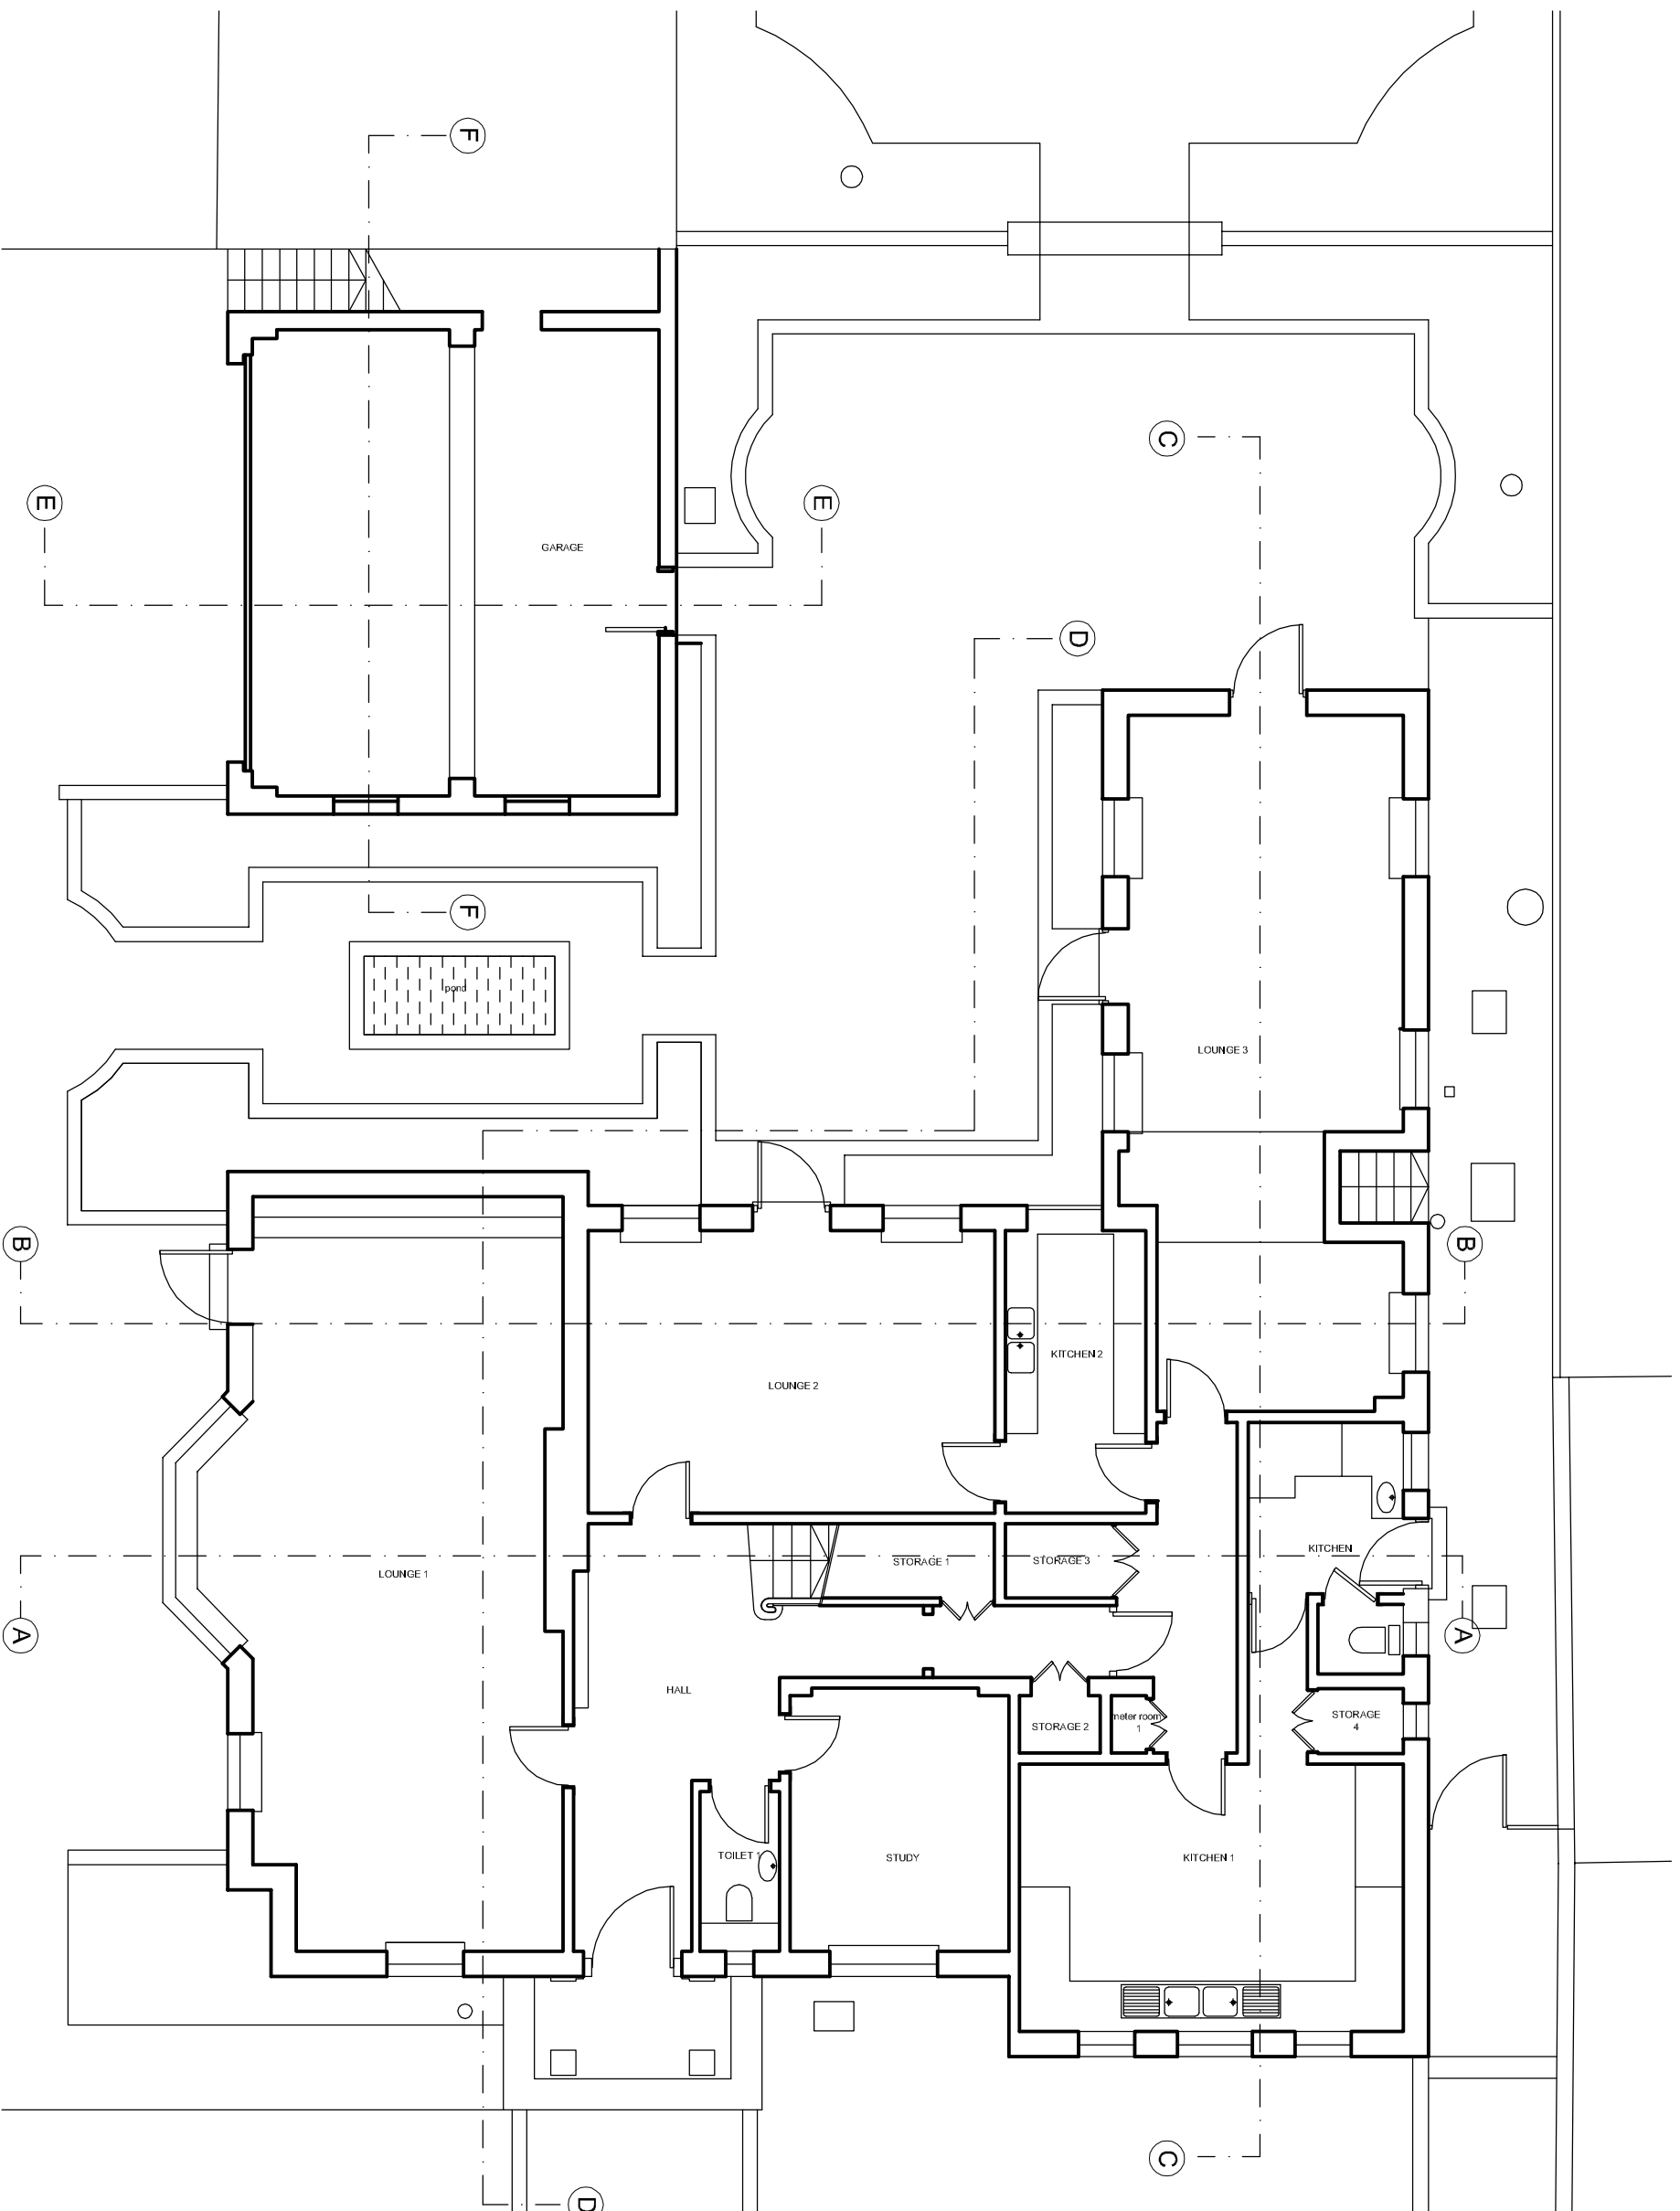 F
C
E
E
GARAGE
D
F
pond
LOUNGE 3
B
B
KITCHEN 2
LOUNGE 2
KITCHEN
STORAGE 1
STORAGE 3
LOUNGE 1
A
A
HALL
STORAGE 2
meter room
1
STORAGE
4
TOILET 1
STUDY
KITCHEN 1
C
D